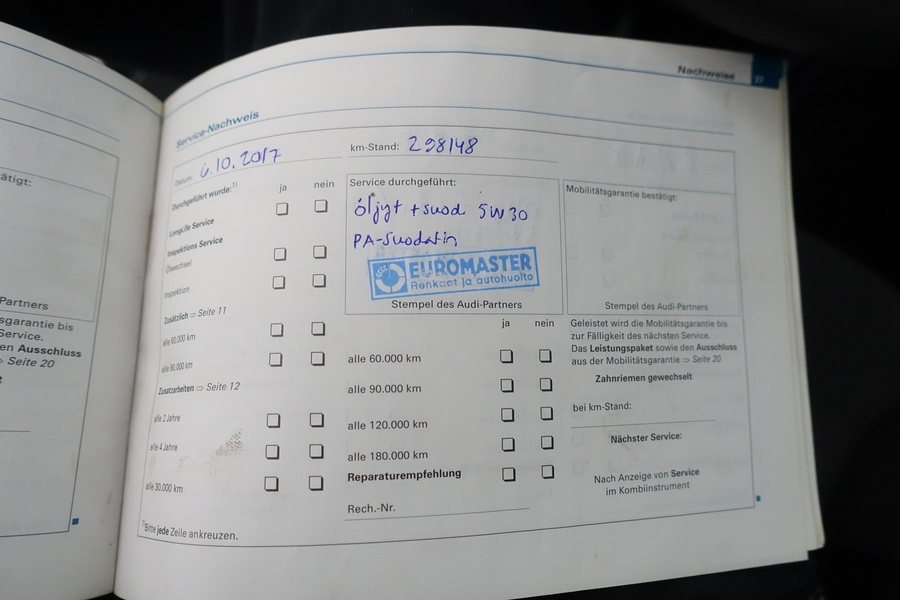 Nachweise
Service-Nachweis
Datum: 6.10.2017
km-Stand: 298148
Durchgeführt wurde:1)
ja nein
LongLife Service
Inspektions Service
Ölwechsel
Inspektion
Zusätzlich ⇒ Seite 11
alle 60.000 km
alle 90.000 km
Zusatzarbeiten ⇒ Seite 12
alle 2 Jahre
alle 4 Jahre
alle 30.000 km
1)Bitte jede Zeile ankreuzen.
Service durchgeführt:
öljyt + suod 5W30
PA-Suodatin
EUROMASTER
Renkaat ja autohuolto
Stempel des Audi-Partners
ja nein
alle 60.000 km
alle 90.000 km
alle 120.000 km
alle 180.000 km
Reparaturempfehlung
Rech.-Nr.
Mobilitätsgarantie bestätigt:
Stempel des Audi-Partners
Geleistet wird die Mobilitätsgarantie bis
zur Fälligkeit des nächsten Service.
Das Leistungspaket sowie den Ausschluss
aus der Mobilitätsgarantie ⇒ Seite 20
Zahnriemen gewechselt
bei km-Stand:
Nächster Service:
Nach Anzeige von Service
im Kombiinstrument
ätigt:
Partners
sgarantie bis
Service.
en Ausschluss
⇒ Seite 20